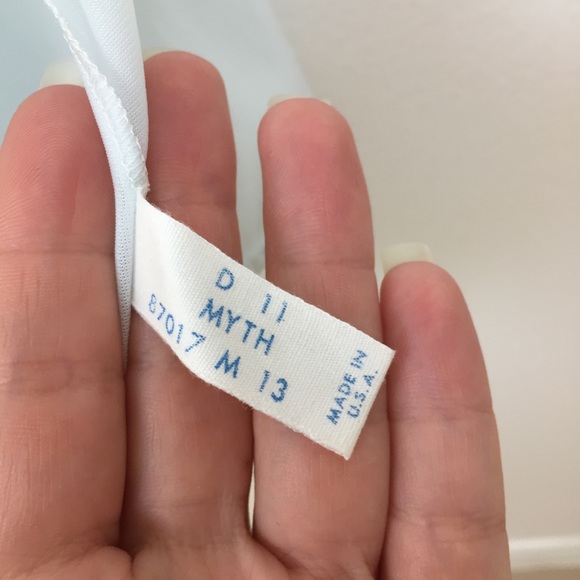 D 11
MYTH
87017 M 13
MADE IN
U.S.A.